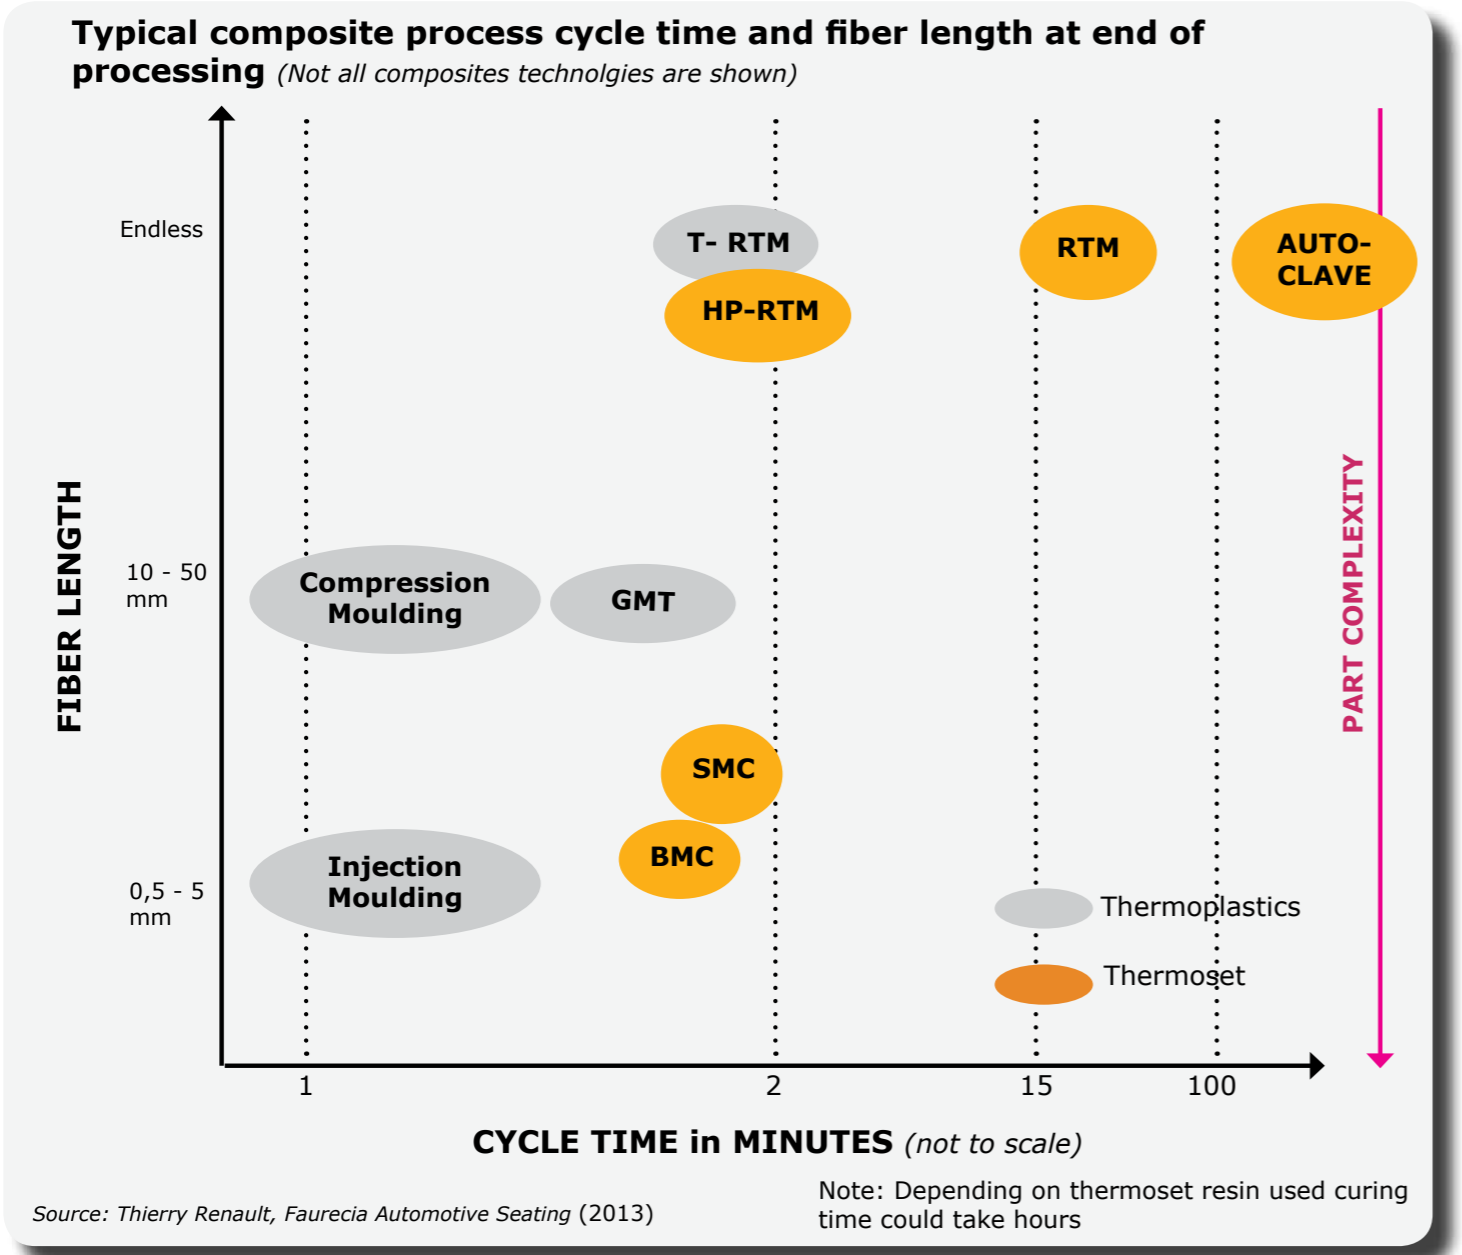 Typical composite process cycle time and fiber length at end of
processing (Not all composites technolgies are shown)
Endless
T- RTM
HP-RTM
RTM
AUTO-
CLAVE
FIBER LENGTH
10 - 50
mm
Compression
Moulding
GMT
PART COMPLEXITY
SMC
BMC
Injection
Moulding
0,5 - 5
mm
Thermoplastics
Thermoset
1
2
15
100
CYCLE TIME in MINUTES (not to scale)
Source: Thierry Renault, Faurecia Automotive Seating (2013)
Note: Depending on thermoset resin used curing
time could take hours